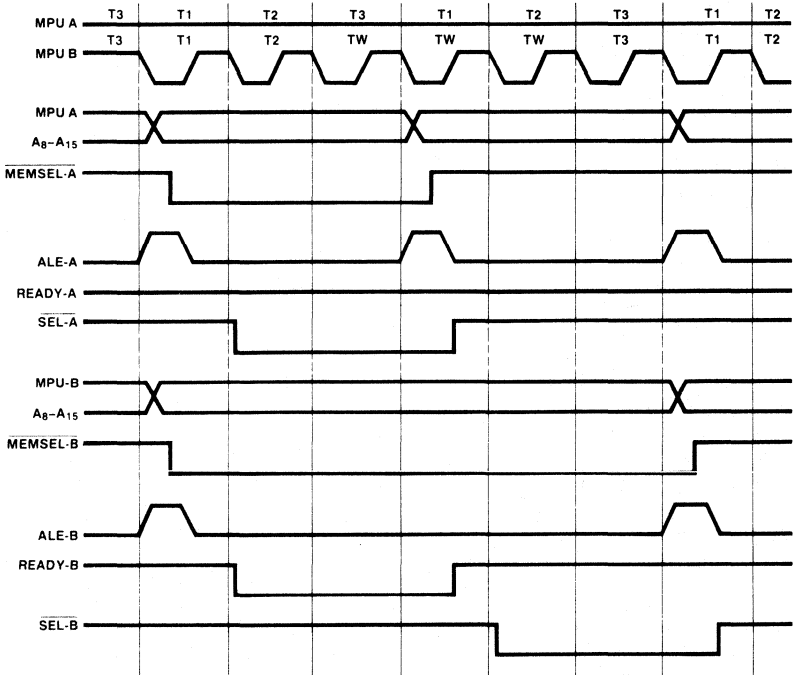 MPU A T3 T1 T2 T3 T1 T2 T3 T1 T2
MPU B T3 T1 T2 TW TW TW T3 T1 T2
MPU A
A₈–A₁₅
MEMSEL-A
ALE-A
READY-A
SEL-A
MPU-B
A₈–A₁₅
MEMSEL-B
ALE-B
READY-B
SEL-B